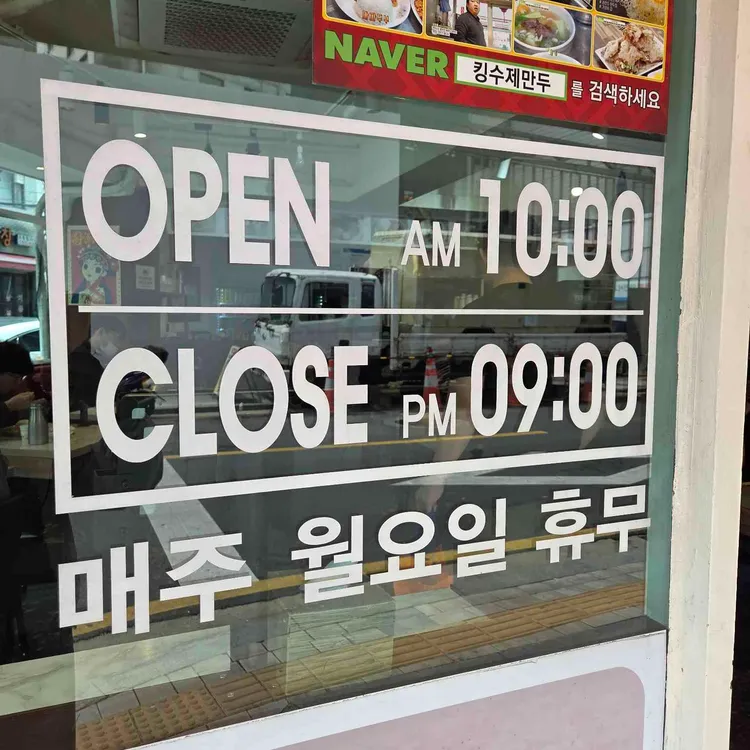 NAVER 킹수제만두 를 검색하세요
OPEN AM 10:00
CLOSE PM 09:00
매주 월요일 휴무